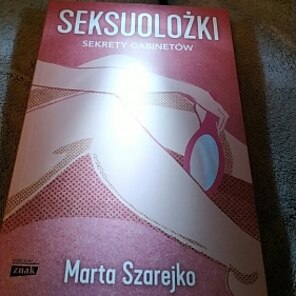 SEKSUOLOŻKI
SEKRETY GABINETÓW
znak
Marta Szarejko